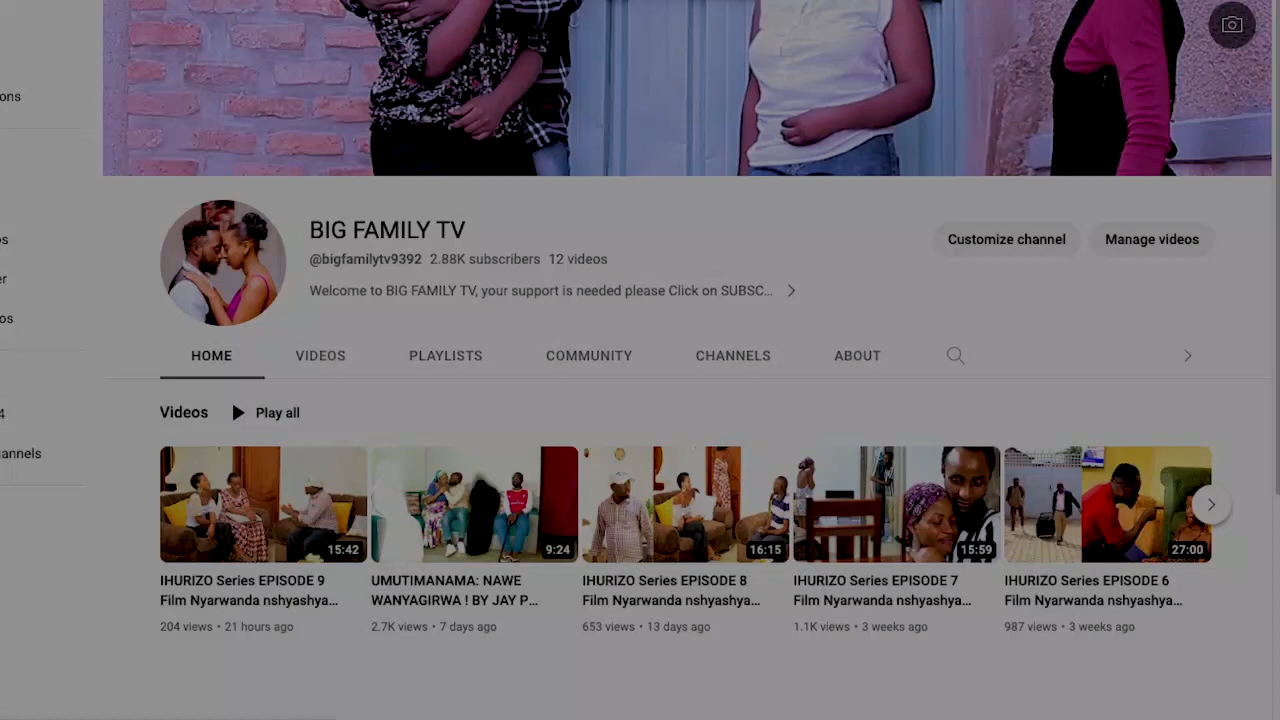 ons
BIG FAMILY TV
@bigfamilytv9392 2.88K subscribers 12 videos
Customize channel
Manage videos
Welcome to BIG FAMILY TV, your support is needed please Click on SUBSC...
HOME VIDEOS PLAYLISTS COMMUNITY CHANNELS ABOUT
os
4
annels
Videos Play all
15:42
9:24
16:15
15:59
27:00
IHURIZO Series EPISODE 9
Film Nyarwanda nshyashya...
204 views • 21 hours ago
UMUTIMANAMA: NAWE
WANYAGIRWA ! BY JAY P...
2.7K views • 7 days ago
IHURIZO Series EPISODE 8
Film Nyarwanda nshyashya...
653 views • 13 days ago
IHURIZO Series EPISODE 7
Film Nyarwanda nshyashya...
1.1K views • 3 weeks ago
IHURIZO Series EPISODE 6
Film Nyarwanda nshyashya...
987 views • 3 weeks ago